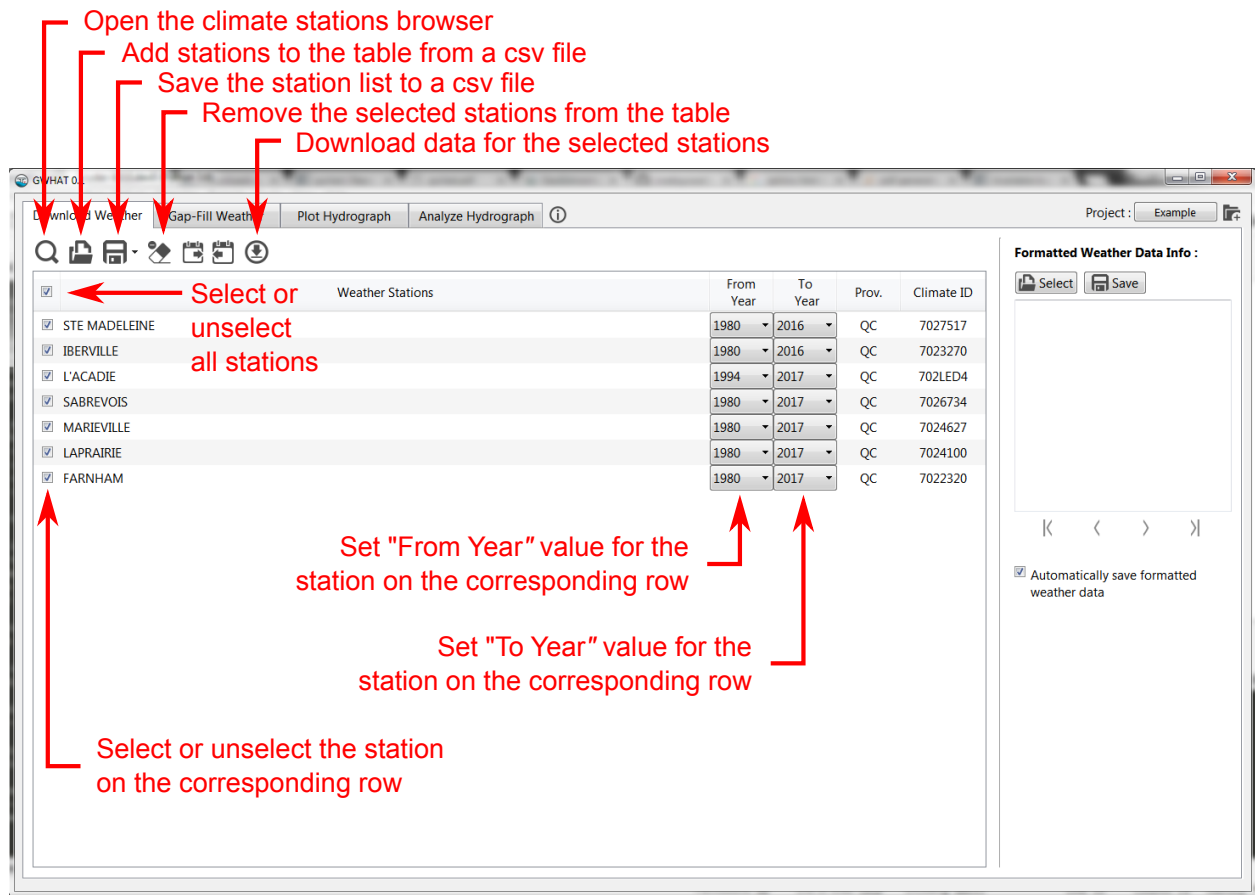 Open the climate stations browser
Add stations to the table from a csv file
Save the station list to a csv file
Remove the selected stations from the table
Download data for the selected stations
GWHAT 0.
Download Weather Gap-Fill Weather Plot Hydrograph Analyze Hydrograph
Project : Example
Weather Stations From Year To Year Prov. Climate ID
Select or
unselect
all stations
STE MADELEINE 1980 2016 QC 7027517
IBERVILLE 1980 2016 QC 7023270
L'ACADIE 1994 2017 QC 702LED4
SABREVOIS 1980 2017 QC 7026734
MARIEVILLE 1980 2017 QC 7024627
LAPRAIRIE 1980 2017 QC 7024100
FARNHAM 1980 2017 QC 7022320
Set "From Year" value for the
station on the corresponding row
Set "To Year" value for the
station on the corresponding row
Select or unselect the station
on the corresponding row
Formatted Weather Data Info :
Select Save
Automatically save formatted
weather data